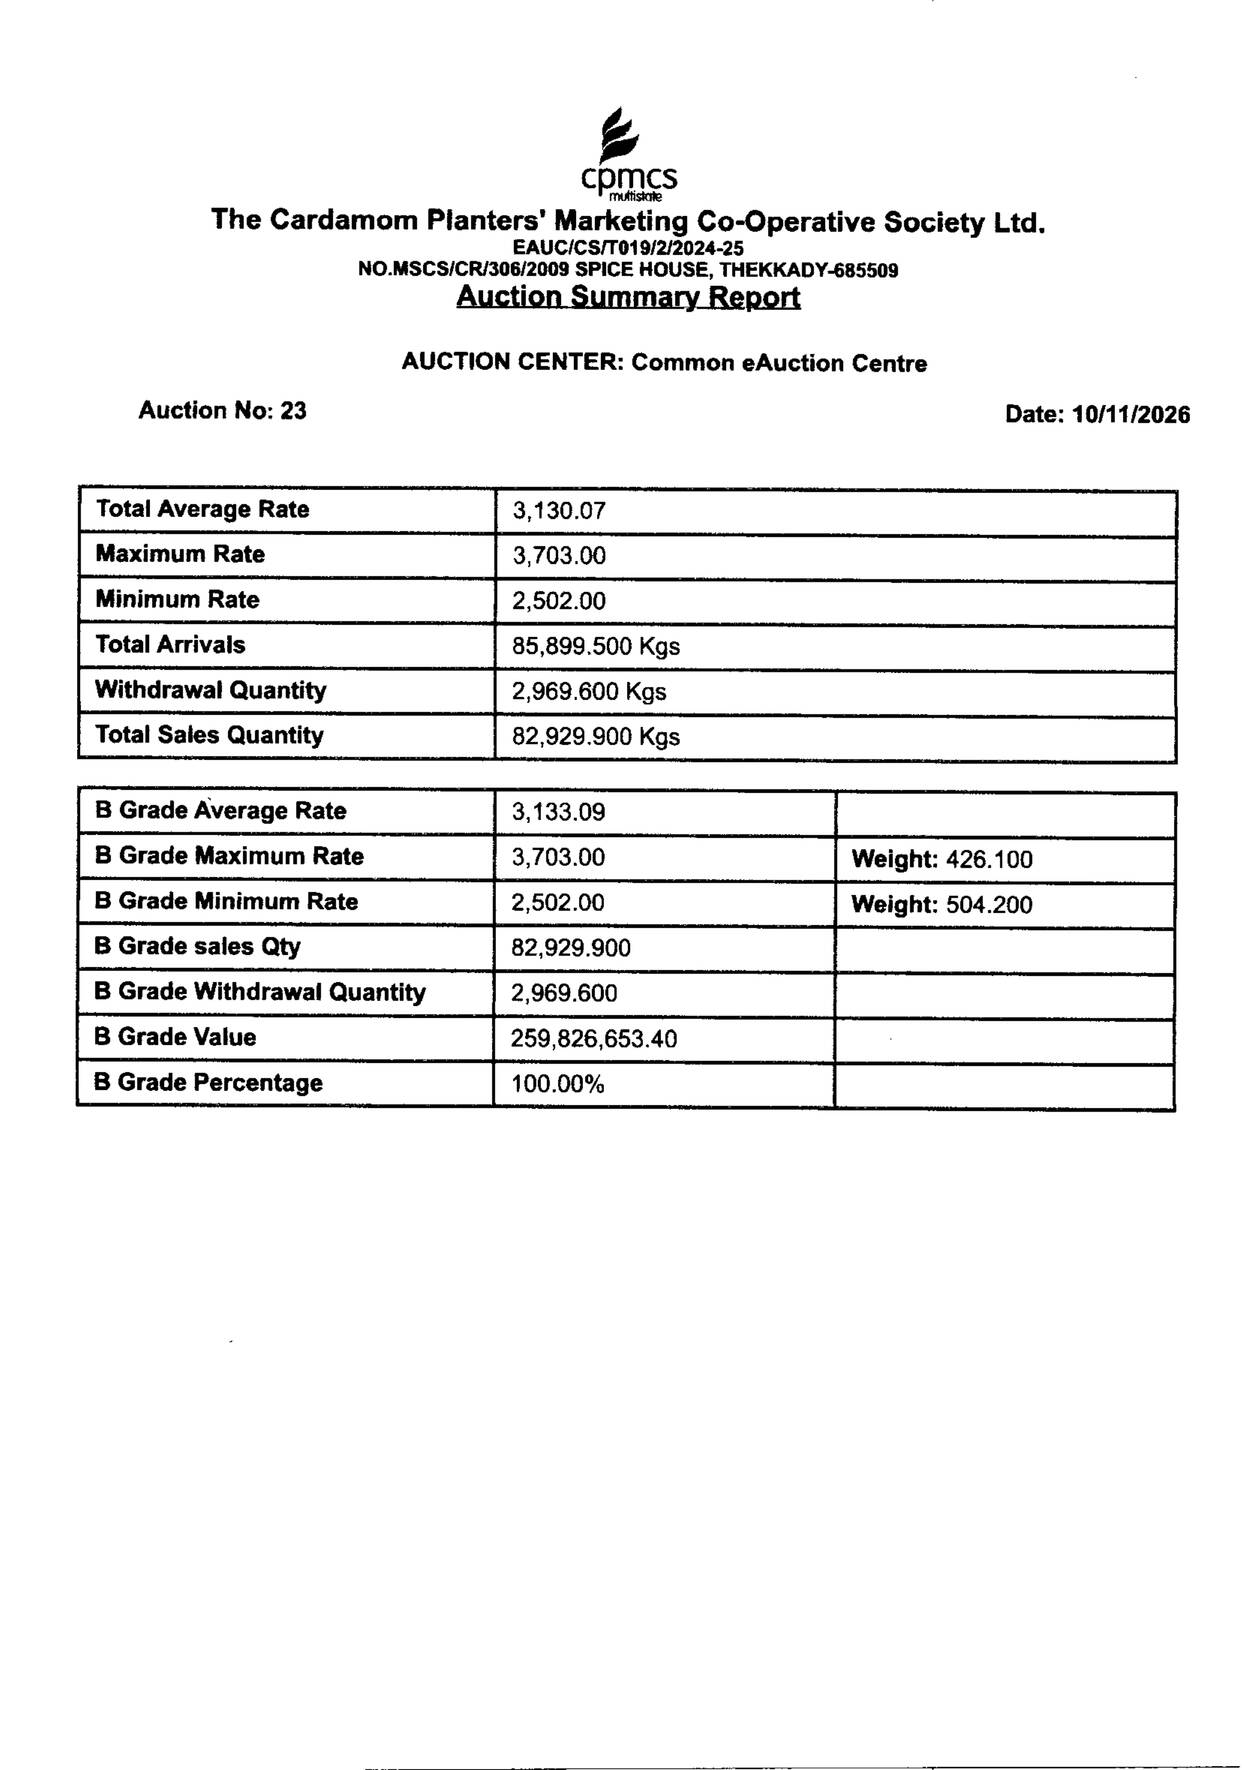 cpmcs
multistate
The Cardamom Planters' Marketing Co-Operative Society Ltd.
EAUC/CS/T019/2/2024-25
NO.MSCS/CR/306/2009 SPICE HOUSE, THEKKADY-685509
Auction Summary Report
AUCTION CENTER: Common eAuction Centre
Auction No: 23 Date: 10/11/2026
Total Average Rate 3,130.07
Maximum Rate 3,703.00
Minimum Rate 2,502.00
Total Arrivals 85,899.500 Kgs
Withdrawal Quantity 2,969.600 Kgs
Total Sales Quantity 82,929.900 Kgs
B Grade Average Rate 3,133.09
B Grade Maximum Rate 3,703.00 Weight: 426.100
B Grade Minimum Rate 2,502.00 Weight: 504.200
B Grade sales Qty 82,929.900
B Grade Withdrawal Quantity 2,969.600
B Grade Value 259,826,653.40
B Grade Percentage 100.00%